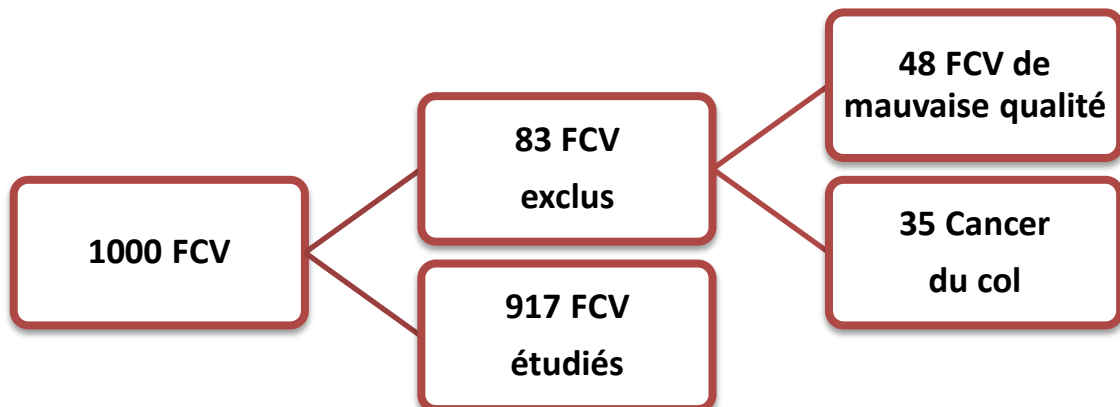 1000 FCV
83 FCV
exclus
917 FCV
étudiés
48 FCV de
mauvaise qualité
35 Cancer
du col